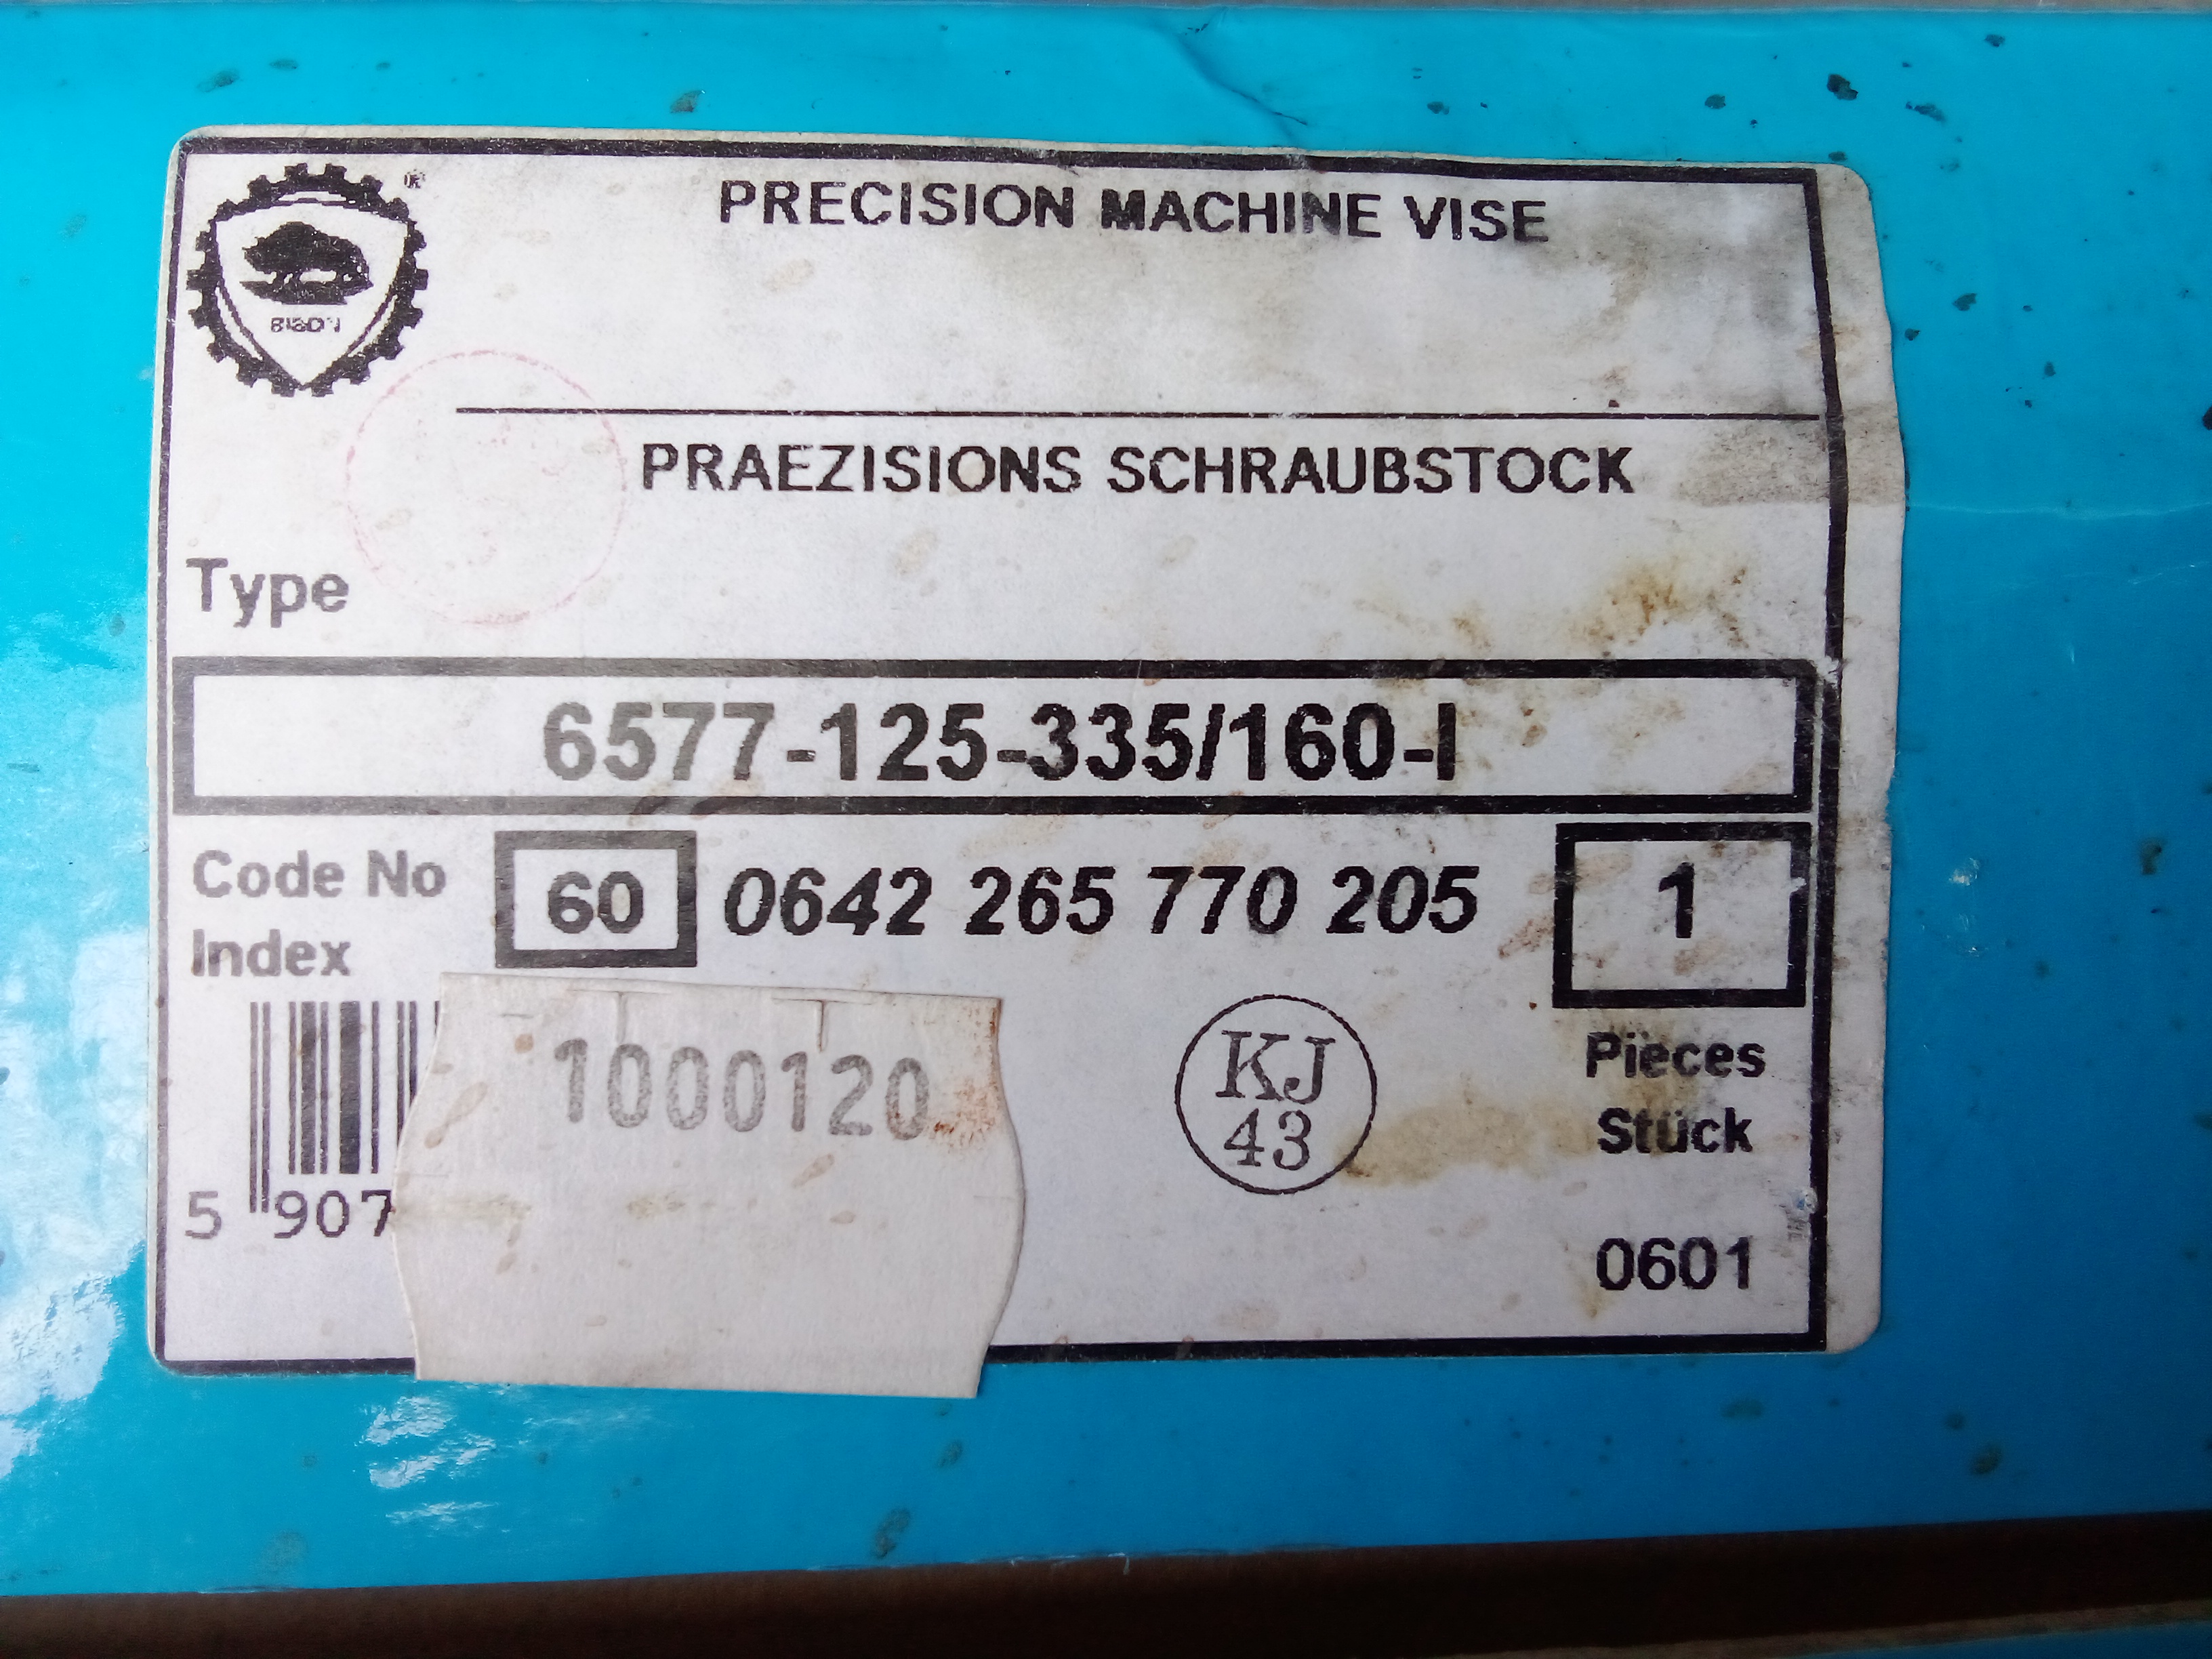 PRECISION MACHINE VISE
BISON
PRAEZISIONS SCHRAUBSTOCK
Type
6577-125-335/160-I
Code No
Index
60 0642 265 770 205 1
1000120
KJ
43
Pieces
Stück
5 907
0601